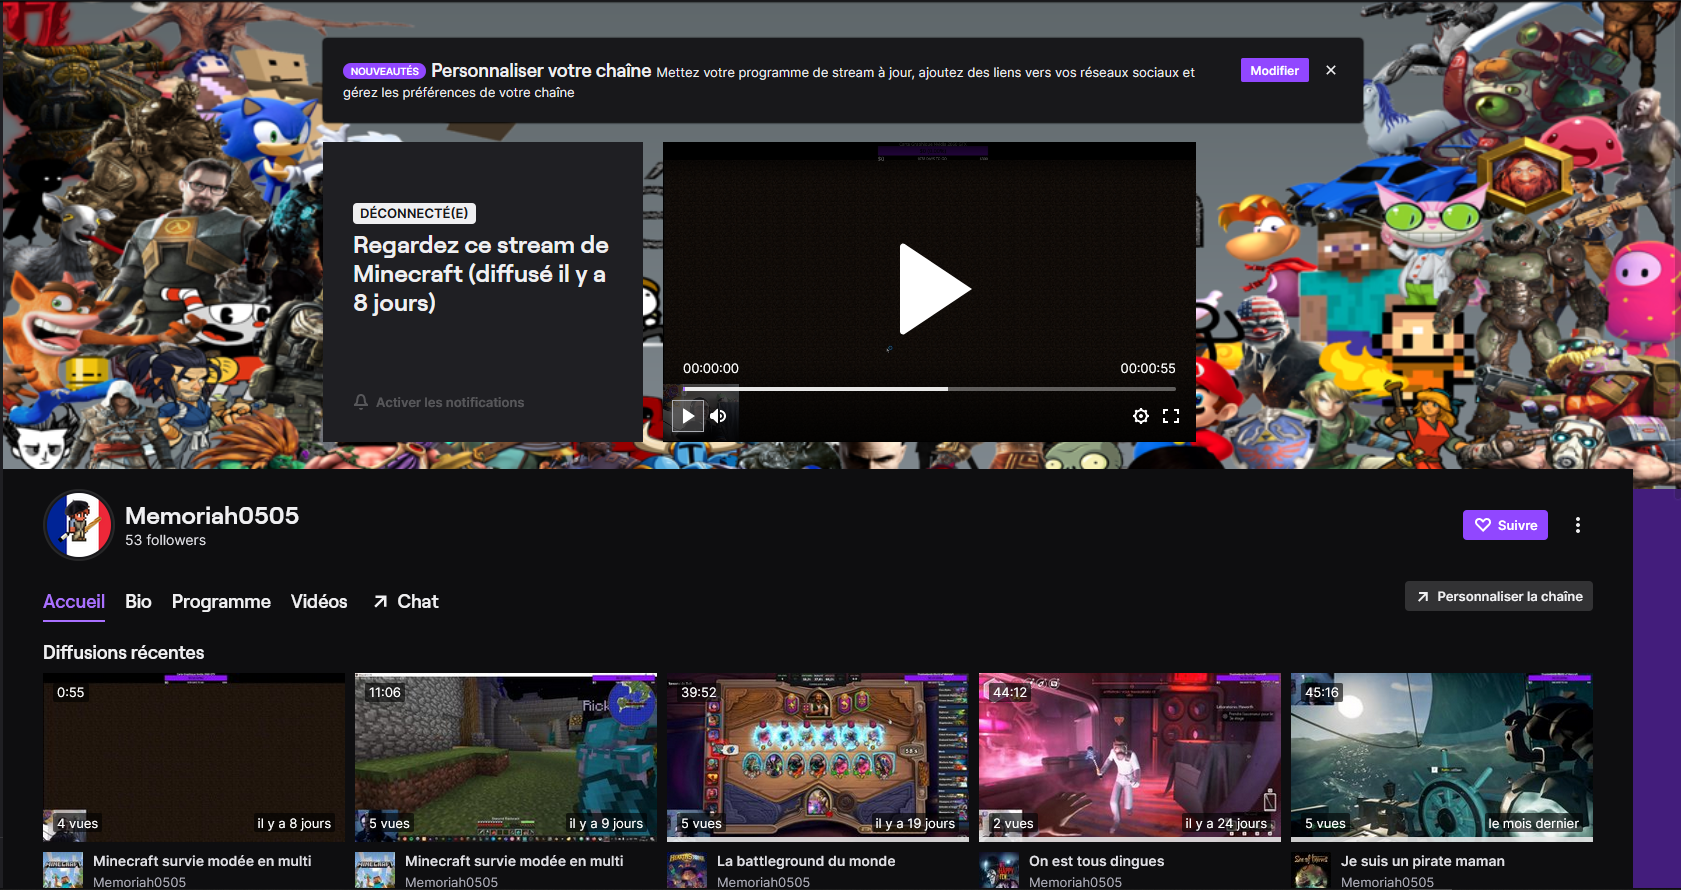 NOUVEAUTÉS Personnaliser votre chaîne Mettez votre programme de stream à jour, ajoutez des liens vers vos réseaux sociaux et
gérez les préférences de votre chaîne
Modifier
DÉCONNECTÉ(E)
Regardez ce stream de
Minecraft (diffusé il y a
8 jours)
Activer les notifications
00:00:00
00:00:55
Memoriah0505
53 followers
Suivre
Accueil
Bio
Programme
Vidéos
Chat
Personnaliser la chaîne
Diffusions récentes
0:55
4 vues
il y a 8 jours
Minecraft survie modée en multi
Memoriah0505
11:06
Rick
5 vues
il y a 9 jours
Minecraft survie modée en multi
Memoriah0505
39:52
5 vues
il y a 19 jours
La battleground du monde
Memoriah0505
44:12
2 vues
il y a 24 jours
On est tous dingues
Memoriah0505
45:16
5 vues
le mois dernier
Je suis un pirate maman
Memoriah0505